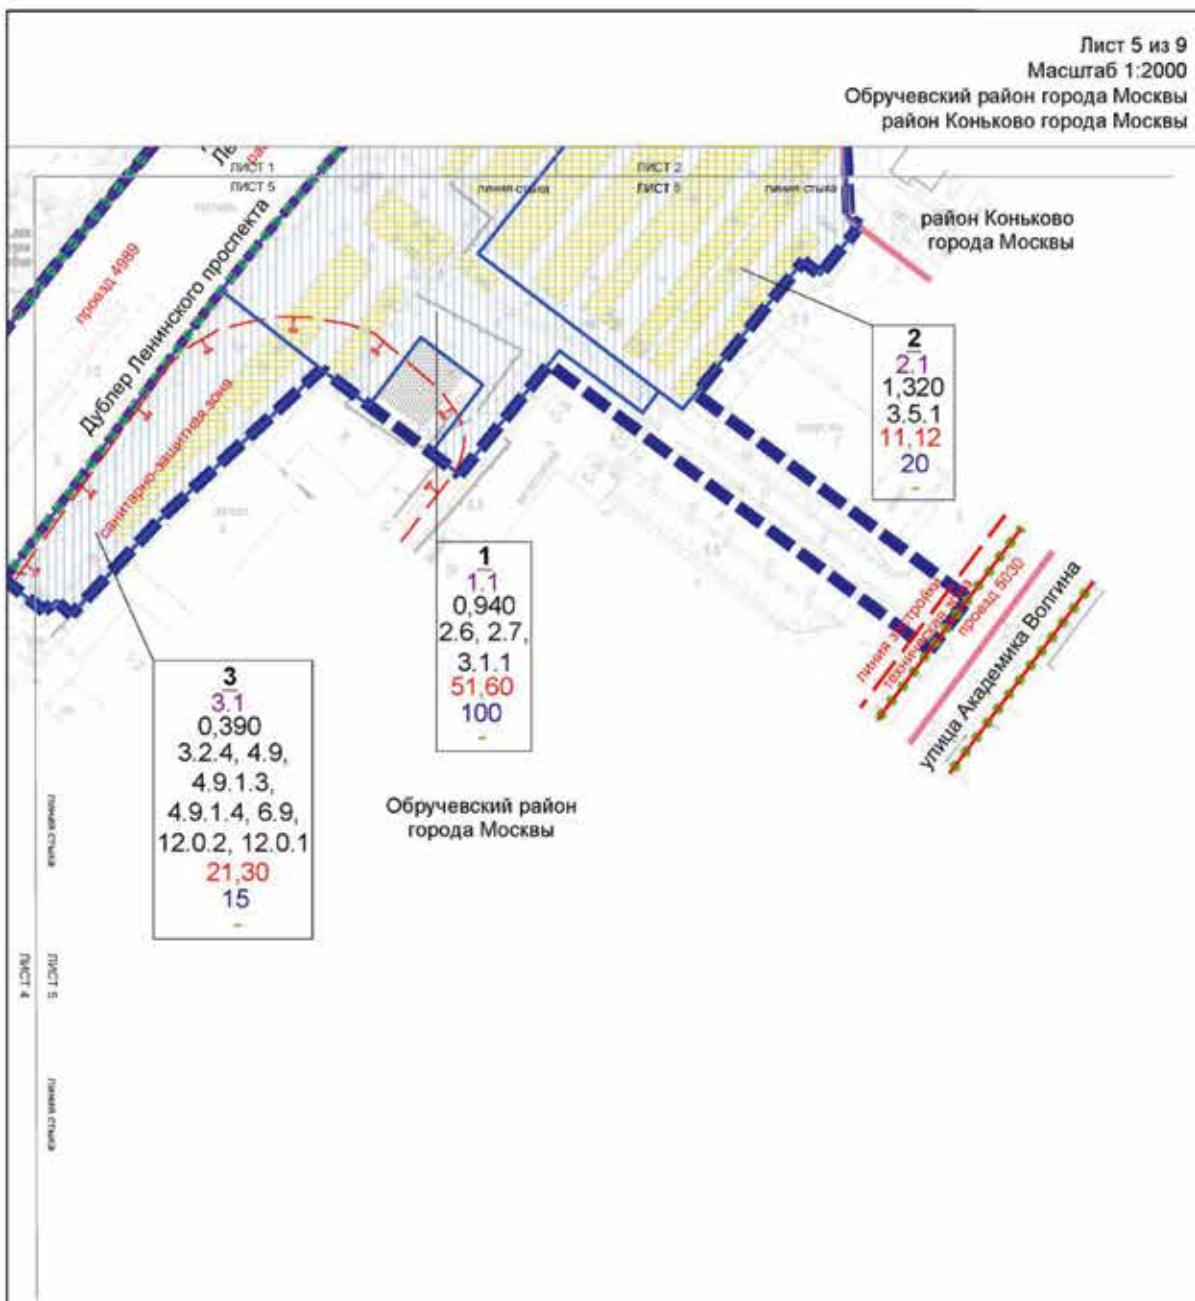 Лист 5 из 9
Масштаб 1:2000
Обручевский район города Москвы
район Коньково города Москвы
ЛИСТ 1
ЛИСТ 5
линия стыка
ЛИСТ 2
ЛИСТ 5
линия стыка
район Коньково
города Москвы
проезд 4989
Дублер Ленинского проспекта
санитарно-защитная зона
2
2.1
1,320
3.5.1
11,12
20
-
1
1.1
0,940
2.6, 2.7,
3.1.1
51,60
100
-
3
3.1
0,390
3.2.4, 4.9,
4.9.1.3,
4.9.1.4, 6.9,
12.0.2, 12.0.1
21,30
15
-
линия застройки
техническая зона
проезд 5030
улица Академика Волгина
Обручевский район
города Москвы
линия стыка
ЛИСТ 4
ЛИСТ 5
линия стыка